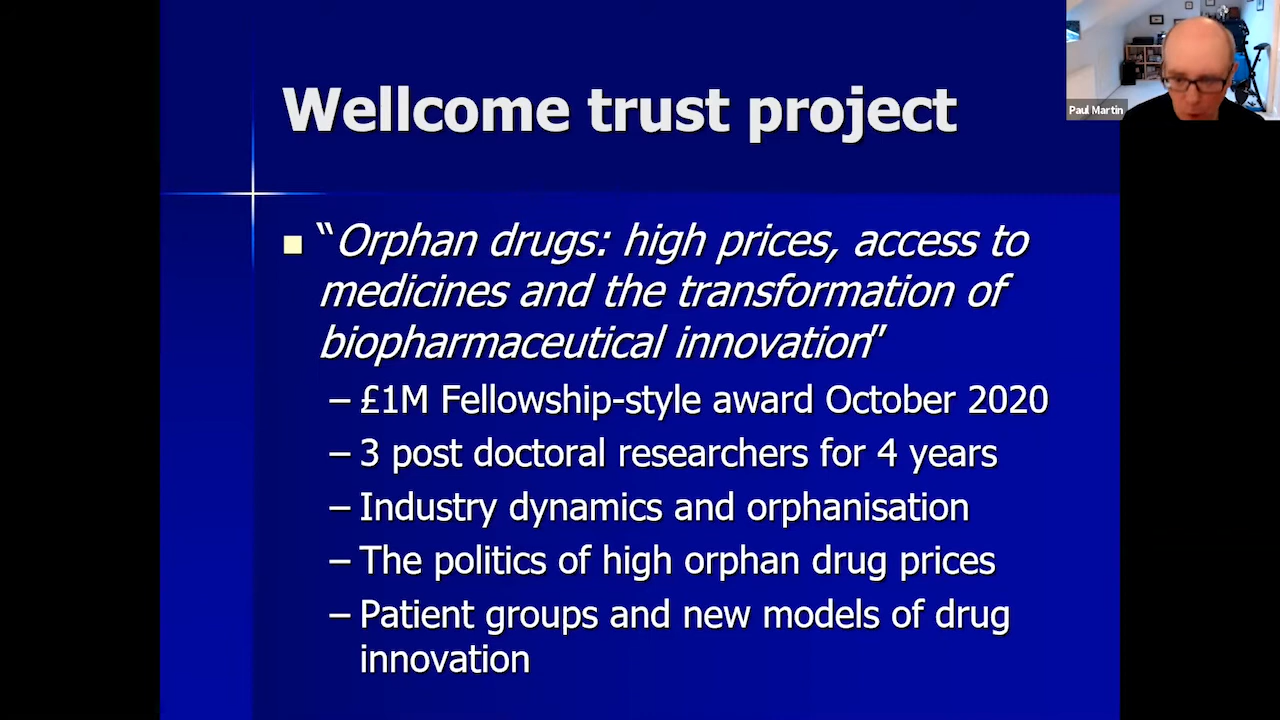 Wellcome trust project
Paul Martin
“Orphan drugs: high prices, access to
medicines and the transformation of
biopharmaceutical innovation”
– £1M Fellowship-style award October 2020
– 3 post doctoral researchers for 4 years
– Industry dynamics and orphanisation
– The politics of high orphan drug prices
– Patient groups and new models of drug
innovation